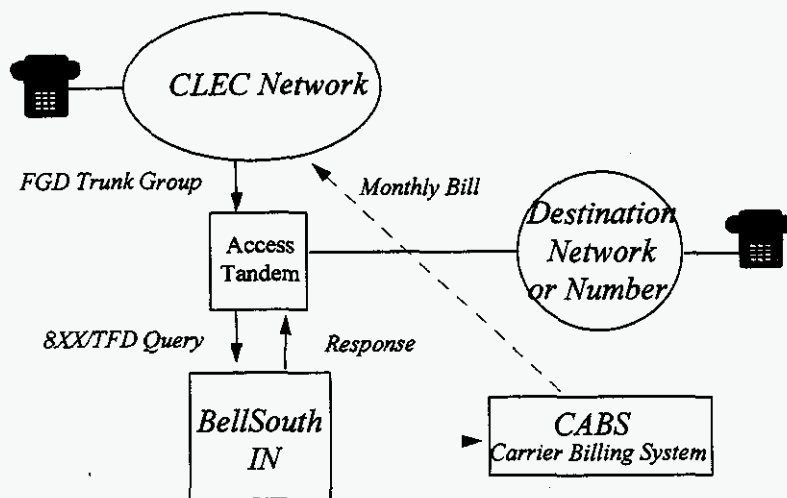 CLEC Network
FGD Trunk Group
Monthly Bill
Access
Tandem
Destination
Network
or Number
8XX/TFD Query
Response
BellSouth
IN
CABS
Carrier Billing System